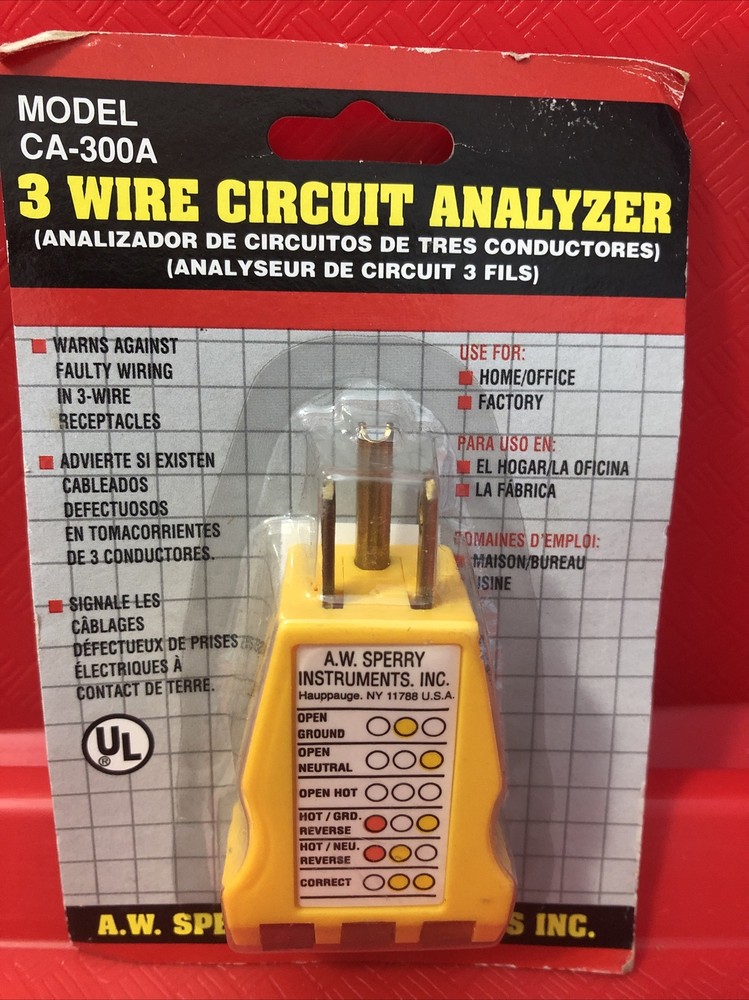 MODEL
CA-300A
3 WIRE CIRCUIT ANALYZER
(ANALIZADOR DE CIRCUITOS DE TRES CONDUCTORES)
(ANALYSEUR DE CIRCUIT 3 FILS)
WARNS AGAINST
FAULTY WIRING
IN 3-WIRE
RECEPTACLES
ADVIERTE SI EXISTEN
CABLEADOS
DEFECTUOSOS
EN TOMACORRIENTES
DE 3 CONDUCTORES.
SIGNALE LES
CÂBLAGES
DÉFECTUEUX DE PRISES
ÉLECTRIQUES À
CONTACT DE TERRE.
UL
®
USE FOR:
HOME/OFFICE
FACTORY
PARA USO EN:
EL HOGAR/LA OFICINA
LA FÁBRICA
DOMAINES D'EMPLOI:
MAISON/BUREAU
ISINE
A.W. SPERRY
INSTRUMENTS. INC.
Hauppauge. NY 11788 U.S.A.
OPEN
GROUND
OPEN
NEUTRAL
OPEN HOT
HOT / GRD.
REVERSE
HOT / NEU.
REVERSE
CORRECT
A.W. SPE S INC.